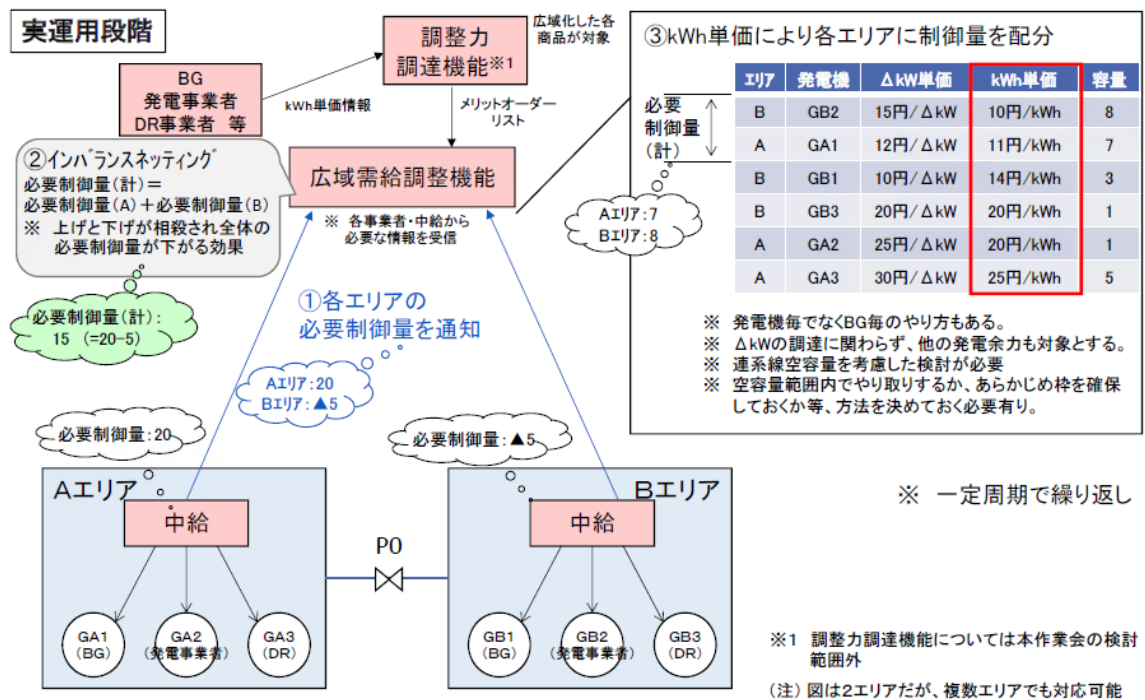 実運用段階
調整力
調達機能※1
広域化した各
商品が対象
BG
発電事業者
DR事業者 等
kWh単価情報
メリットオーダー
リスト
②インバランスネッティング
必要制御量(計)＝
必要制御量(A)＋必要制御量(B)
※ 上げと下げが相殺され全体の
必要制御量が下がる効果
広域需給調整機能
※ 各事業者・中給から
必要な情報を受信
必要制御量(計):
15 (=20-5)
①各エリアの
必要制御量を通知
Aエリア:20
Bエリア:▲5
必要制御量:20
必要制御量:▲5
③kWh単価により各エリアに制御量を配分
必要
制御量
(計)
Aエリア:7
Bエリア:8
エリア 発電機 ΔkW単価 kWh単価 容量
B GB2 15円/ΔkW 10円/kWh 8
A GA1 12円/ΔkW 11円/kWh 7
B GB1 10円/ΔkW 14円/kWh 3
B GB3 20円/ΔkW 20円/kWh 1
A GA2 25円/ΔkW 20円/kWh 1
A GA3 30円/ΔkW 25円/kWh 5
※ 発電機毎でなくBG毎のやり方もある。
※ ΔkWの調達に関わらず、他の発電余力も対象とする。
※ 連系線空容量を考慮した検討が必要
※ 空容量範囲内でやり取りするか、あらかじめ枠を確保
しておくか等、方法を決めておく必要有り。
※ 一定周期で繰り返し
Aエリア
中給
GA1
(BG)
GA2
(発電事業者)
GA3
(DR)
P0
Bエリア
中給
GB1
(BG)
GB2
(発電事業者)
GB3
(DR)
※1 調整力調達機能については本作業会の検討
範囲外
(注) 図は2エリアだが、複数エリアでも対応可能